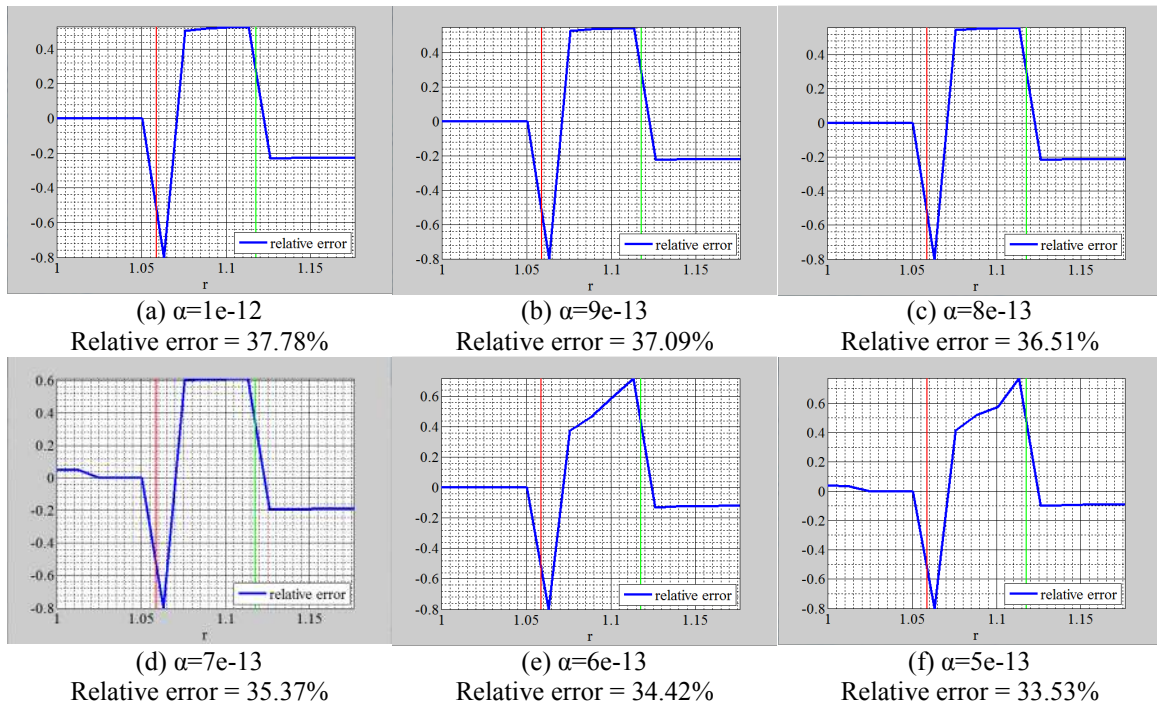 0.4
0.2
0
-0.2
-0.4
-0.6
-0.8
1
1.05
1.1
1.15
r
relative error
(a) α=1e-12
Relative error = 37.78%
0.4
0.2
0
-0.2
-0.4
-0.6
-0.8
1
1.05
1.1
1.15
r
relative error
(b) α=9e-13
Relative error = 37.09%
0.4
0.2
0
-0.2
-0.4
-0.6
-0.8
1
1.05
1.1
1.15
r
relative error
(c) α=8e-13
Relative error = 36.51%
0.6
0.4
0.2
0
-0.2
-0.4
-0.6
-0.8
1
1.05
1.1
1.15
r
relative error
(d) α=7e-13
Relative error = 35.37%
0.6
0.4
0.2
0
-0.2
-0.4
-0.6
-0.8
1
1.05
1.1
1.15
r
relative error
(e) α=6e-13
Relative error = 34.42%
0.6
0.4
0.2
0
-0.2
-0.4
-0.6
-0.8
1
1.05
1.1
1.15
r
relative error
(f) α=5e-13
Relative error = 33.53%